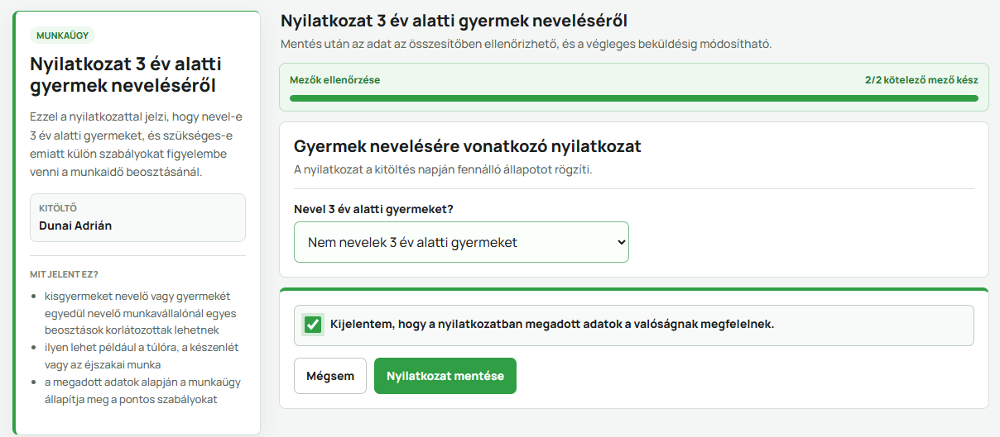 MUNKAÜGY
Nyilatkozat 3 év alatti
gyermek neveléséről
Ezzel a nyilatkozattal jelzi, hogy nevel-e
3 év alatti gyermeket, és szükséges-e
emiatt külön szabályokat figyelembe
venni a munkaidő beosztásánál.
KITÖLTŐ
Dunai Adrián
MIT JELENT EZ?
kisgyermeket nevelő vagy gyermekét
egyedül nevelő munkavállalónál egyes
beosztások korlátozottak lehetnek
ilyen lehet például a túlóra, a készenlét
vagy az éjszakai munka
a megadott adatok alapján a munkaügy
állapítja meg a pontos szabályokat
Nyilatkozat 3 év alatti gyermek neveléséről
Mentés után az adat az összesítőben ellenőrizhető, és a végleges beküldésig módosítható.
Mezők ellenőrzése
2/2 kötelező mező kész
Gyermek nevelésére vonatkozó nyilatkozat
A nyilatkozat a kitöltés napján fennálló állapotot rögzíti.
Nevel 3 év alatti gyermeket?
Nem nevelek 3 év alatti gyermeket
Kijelentem, hogy a nyilatkozatban megadott adatok a valóságnak megfelelnek.
Mégsem
Nyilatkozat mentése